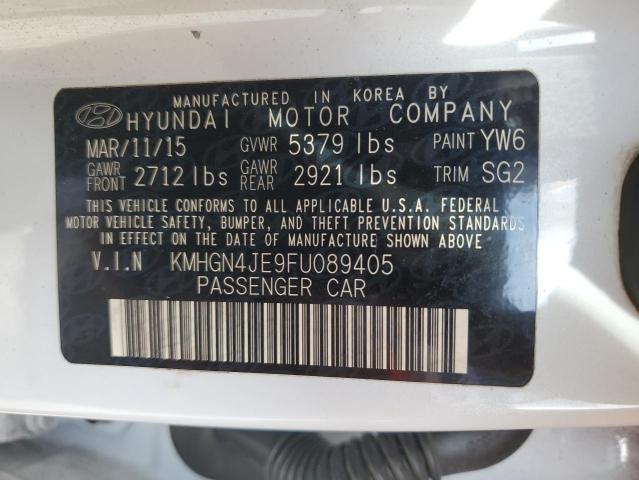 MANUFACTURED IN KOREA BY
HYUNDAI MOTOR COMPANY
MAR/11/15 GVWR 5379 lbs PAINT YW6
GAWR FRONT 2712 lbs GAWR REAR 2921 lbs TRIM SG2
THIS VEHICLE CONFORMS TO ALL APPLICABLE U.S.A. FEDERAL
MOTOR VEHICLE SAFETY, BUMPER, AND THEFT PREVENTION STANDARDS
IN EFFECT ON THE DATE OF MANUFACTURE SHOWN ABOVE
V.I.N KMHGN4JE9FU089405
PASSENGER CAR